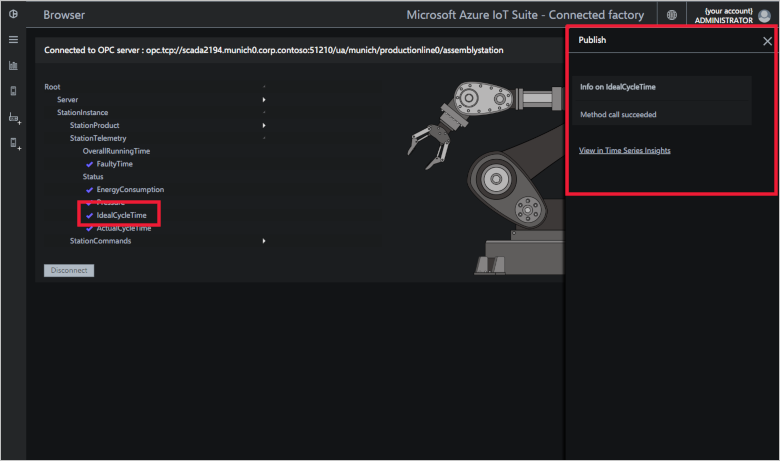 Browser
Microsoft Azure IoT Suite - Connected factory
{your account}
ADMINISTRATOR
Connected to OPC server : opc.tcp://scada2194.munich0.corp.contoso:51210/ua/munich/productionline0/assemblystation
Root
Server
StationInstance
StationProduct
StationTelemetry
OverallRunningTime
FaultyTime
Status
EnergyConsumption
Pressure
IdealCycleTime
ActualCycleTime
StationCommands
Disconnect
Publish
Info on IdealCycleTime
Method call succeeded
View in Time Series Insights